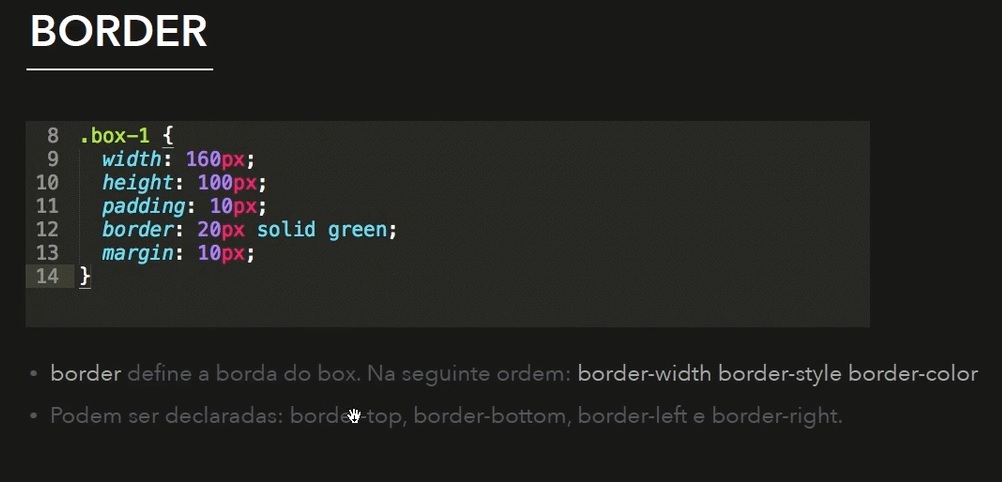 BORDER
8 .box-1 {
9 width: 160px;
10 height: 100px;
11 padding: 10px;
12 border: 20px solid green;
13 margin: 10px;
14 }
• border define a borda do box. Na seguinte ordem: border-width border-style border-color
• Podem ser declaradas: border-top, border-bottom, border-left e border-right.